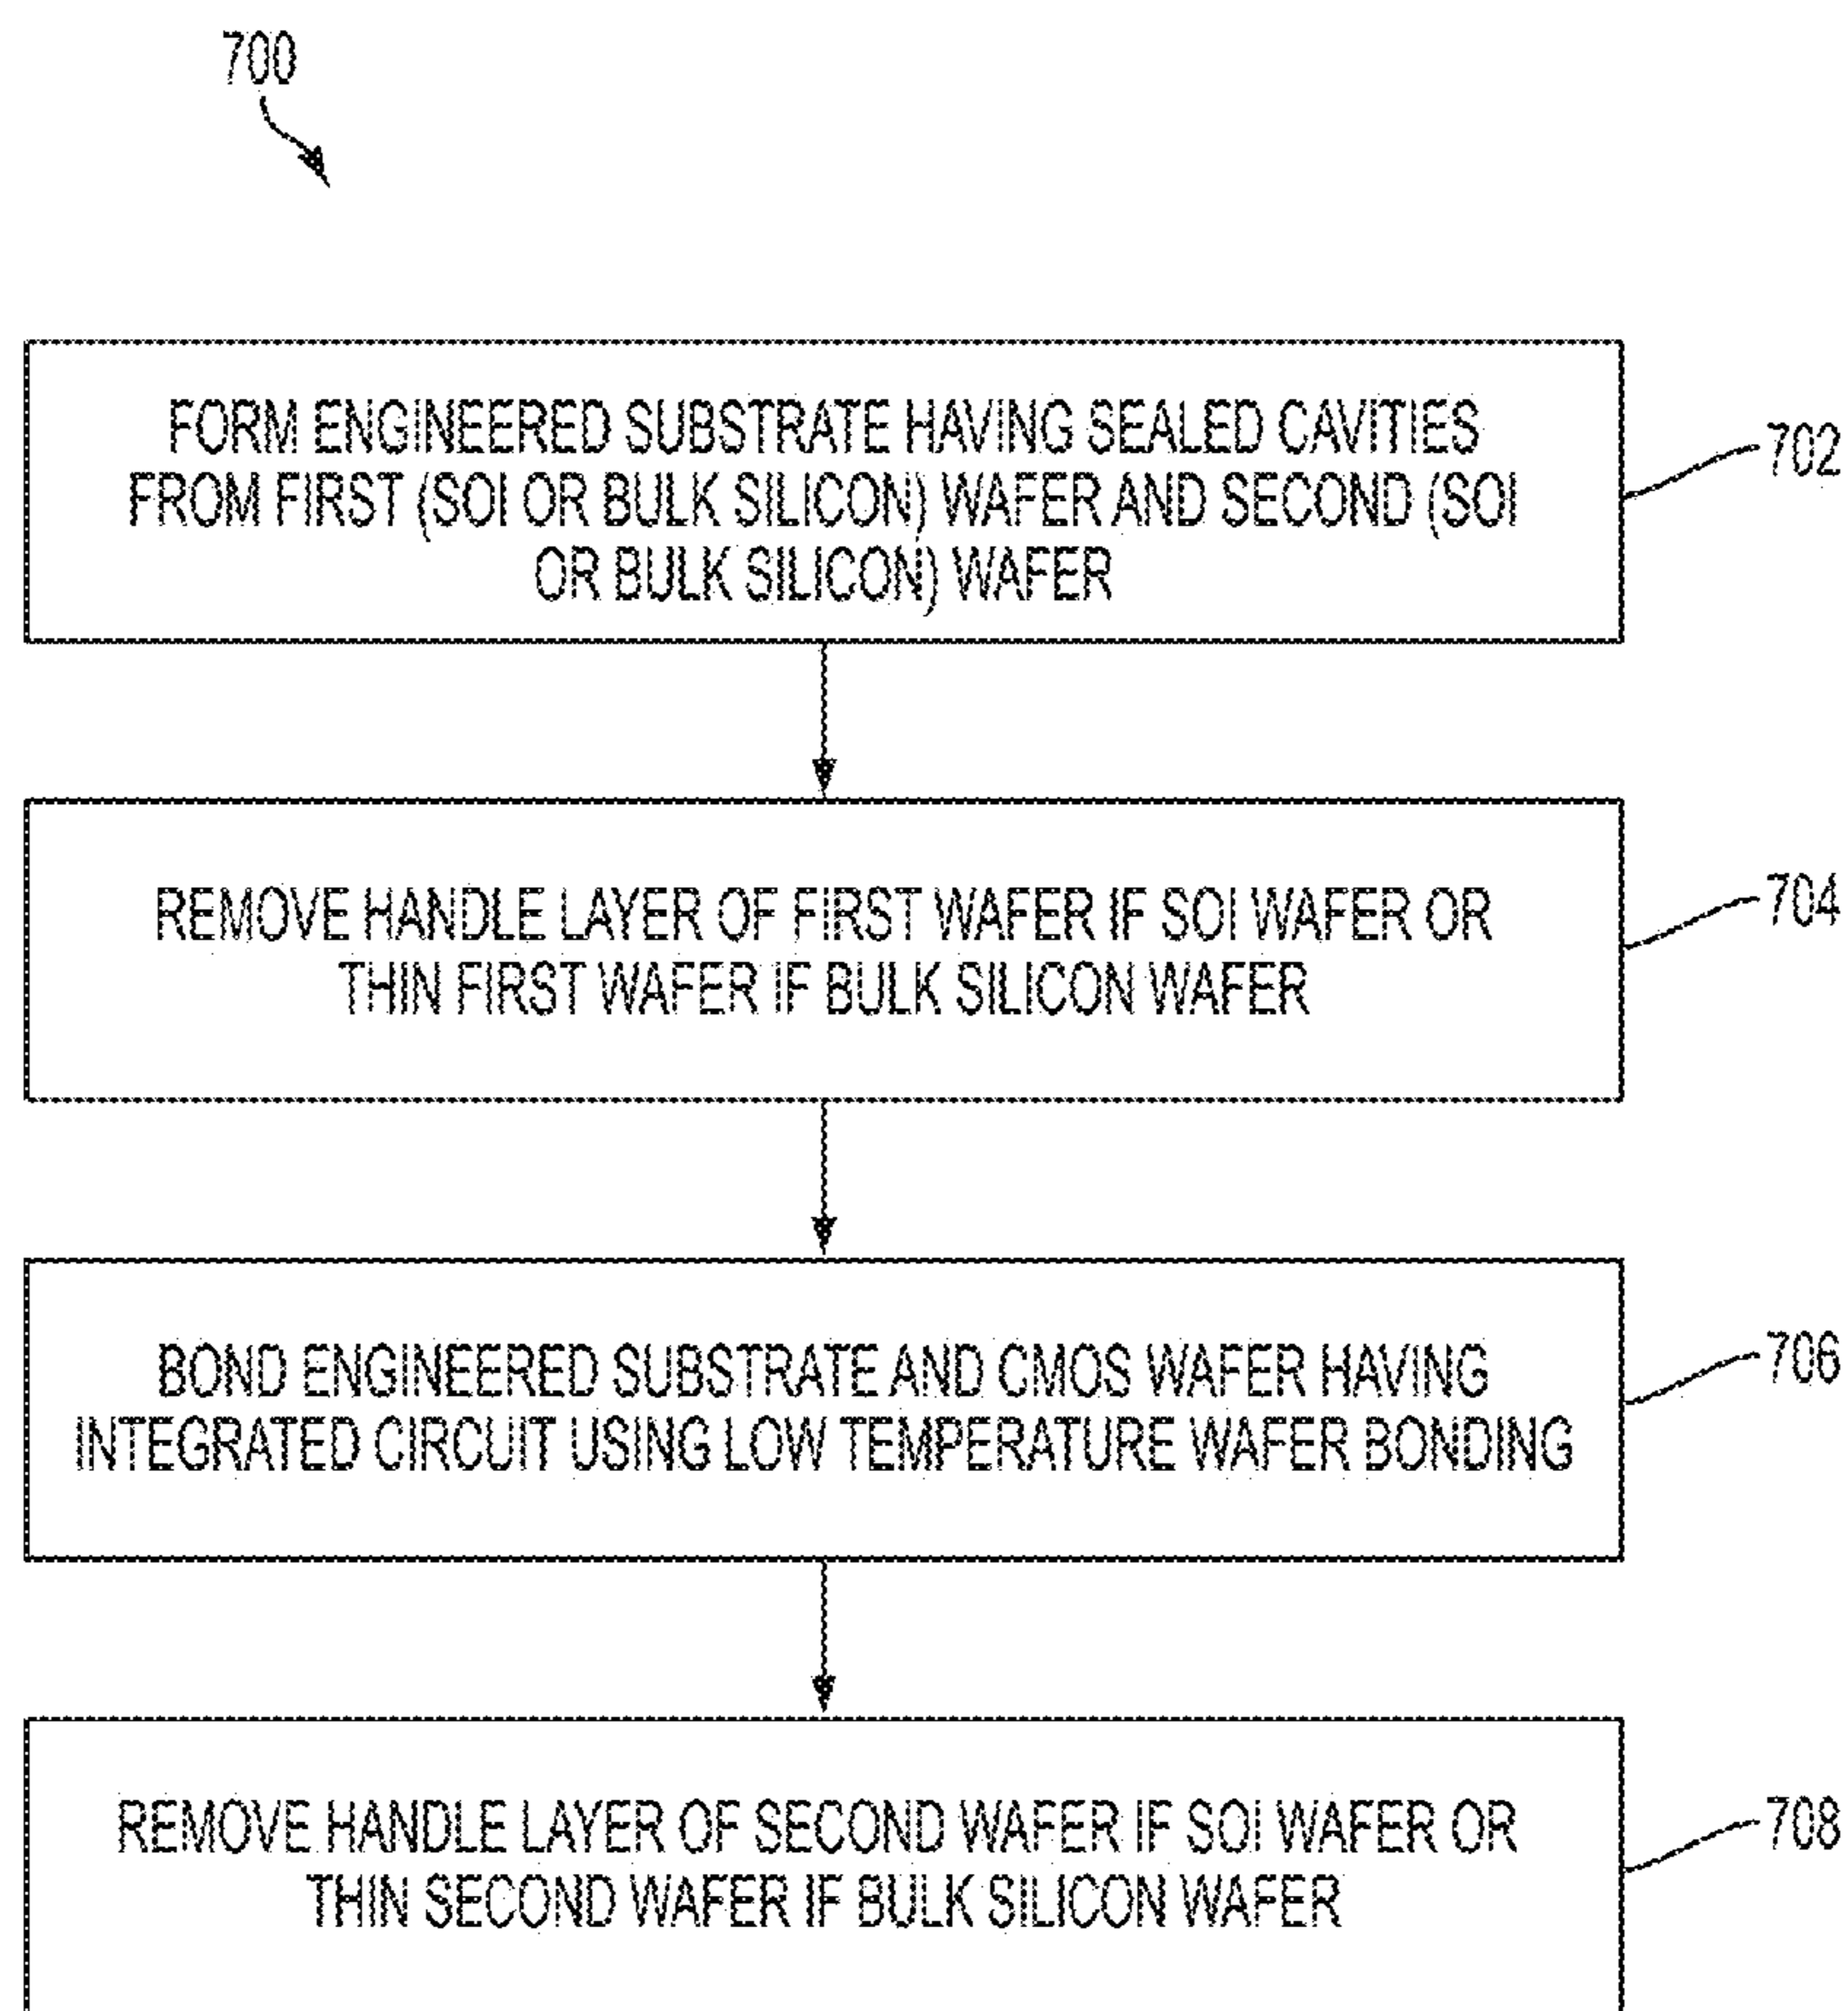 700
FORM ENGINEERED SUBSTRATE HAVING SEALED CAVITIES
FROM FIRST (SOI OR BULK SILICON) WAFER AND SECOND (SOI
OR BULK SILICON) WAFER
702
REMOVE HANDLE LAYER OF FIRST WAFER IF SOI WAFER OR
THIN FIRST WAFER IF BULK SILICON WAFER
704
BOND ENGINEERED SUBSTRATE AND CMOS WAFER HAVING
INTEGRATED CIRCUIT USING LOW TEMPERATURE WAFER BONDING
706
REMOVE HANDLE LAYER OF SECOND WAFER IF SOI WAFER OR
THIN SECOND WAFER IF BULK SILICON WAFER
708